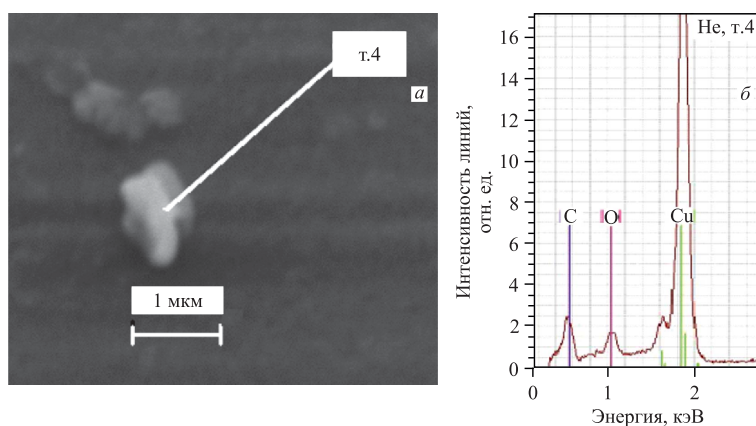 т.4
а
1 мкм
Не, т.4
б
16
14
12
10
8
6
4
2
0
C
O
Cu
Интенсивность линий,
отн. ед.
0
1
2
Энергия, кэВ